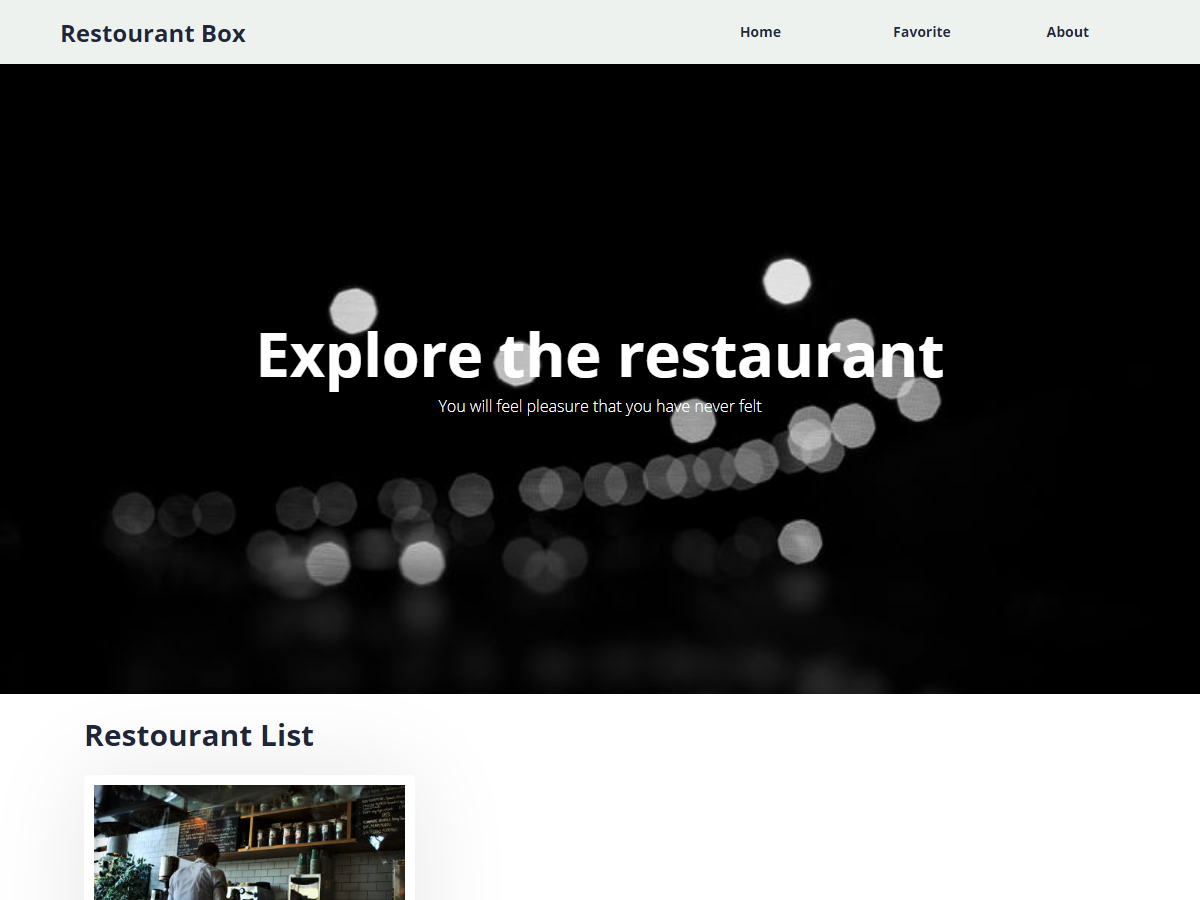 Restourant Box
Home Favorite About
Explore the restaurant
You will feel pleasure that you have never felt
Restourant List